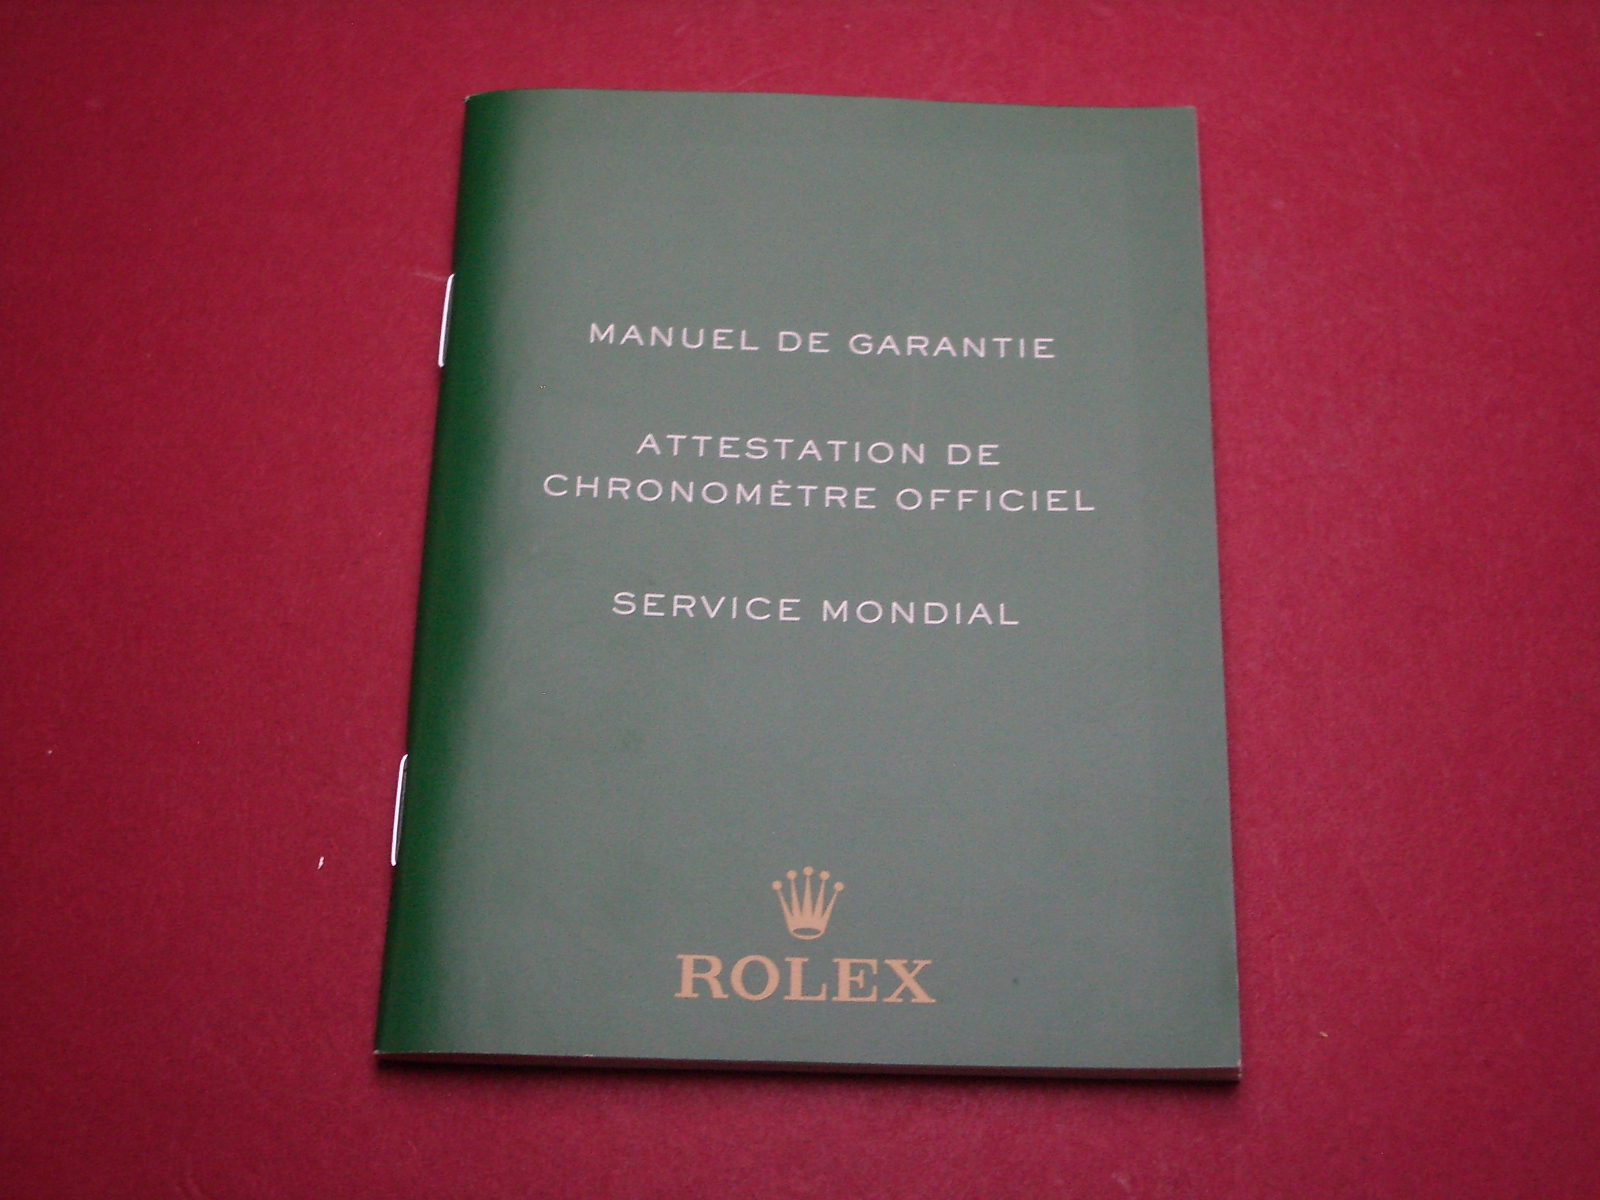 MANUEL DE GARANTIE
ATTESTATION DE
CHRONOMÈTRE OFFICIEL
SERVICE MONDIAL
ROLEX